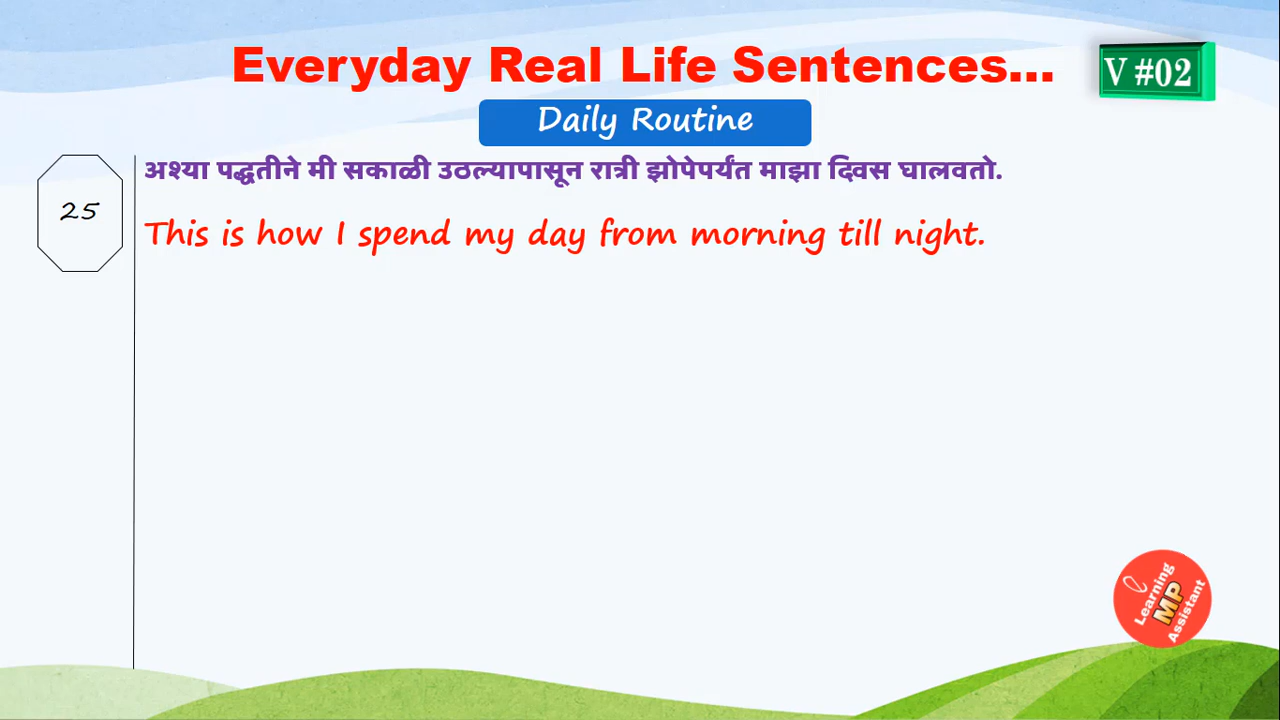 Everyday Real Life Sentences...
V #02
Daily Routine
25
अश्या पद्धतीने मी सकाळी उठल्यापासून रात्री झोपेपर्यंत माझा दिवस घालवतो.
This is how I spend my day from morning till night.
Learning
MP
Assistant